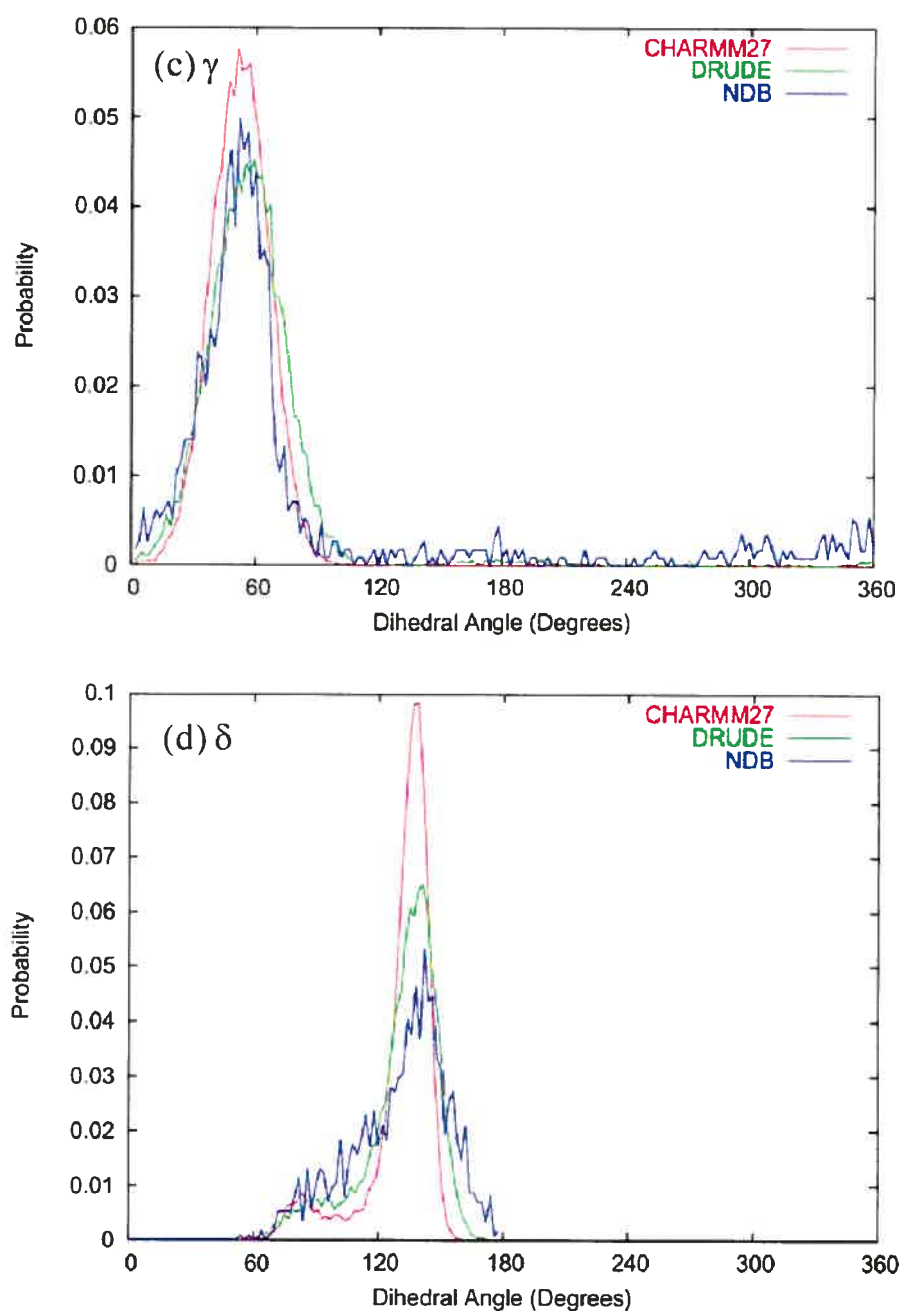 0.06
(c) γ
CHARMM27
DRUDE
NDB
0.05
0.04
0.03
0.02
0.01
0
Probability
0 60 120 180 240 300 360
Dihedral Angle (Degrees)
0.1
(d) δ
CHARMM27
DRUDE
NDB
0.09
0.08
0.07
0.06
0.05
0.04
0.03
0.02
0.01
0
Probability
0 60 120 180 240 300 360
Dihedral Angle (Degrees)